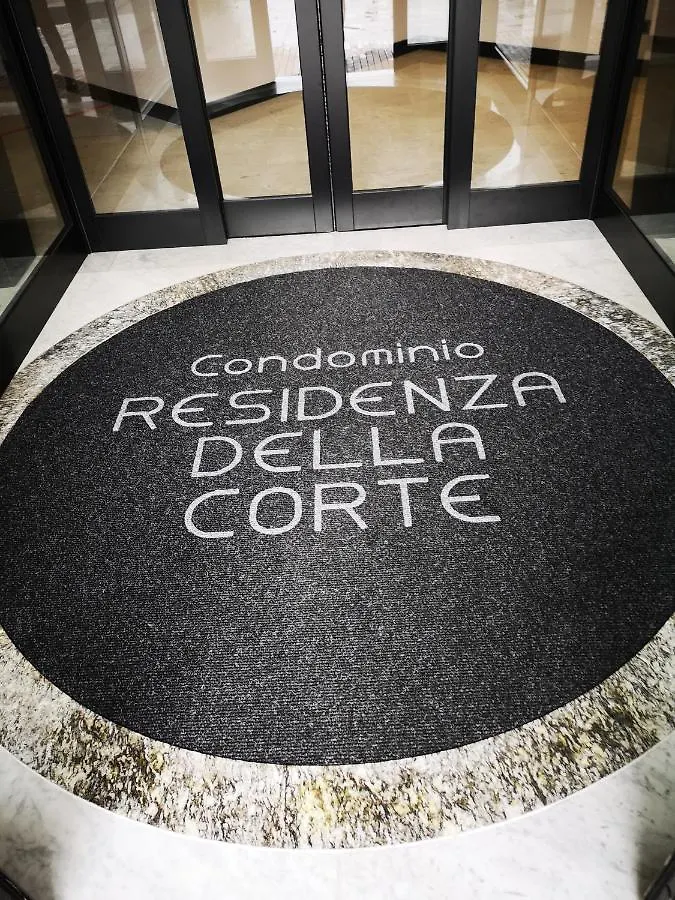 Condominio
RESIDENZA
DELLA
CORTE